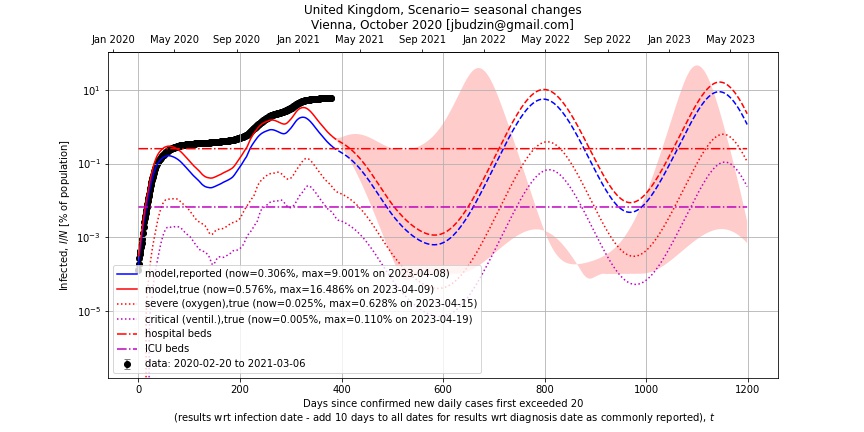 United Kingdom, Scenario= seasonal changes
Vienna, October 2020 [jbudzin@gmail.com]
Jan 2020 May 2020 Sep 2020 Jan 2021 May 2021 Sep 2021 Jan 2022 May 2022 Sep 2022 Jan 2023 May 2023
Infected, I/N [% of population]
10¹
10⁻¹
10⁻³
10⁻⁵
model,reported (now=0.306%, max=9.001% on 2023-04-08)
model,true (now=0.576%, max=16.486% on 2023-04-09)
severe (oxygen),true (now=0.025%, max=0.628% on 2023-04-15)
critical (ventil.),true (now=0.005%, max=0.110% on 2023-04-19)
hospital beds
ICU beds
data: 2020-02-20 to 2021-03-06
0 200 400 600 800 1000 1200
Days since confirmed new daily cases first exceeded 20
(results wrt infection date - add 10 days to all dates for results wrt diagnosis date as commonly reported), t